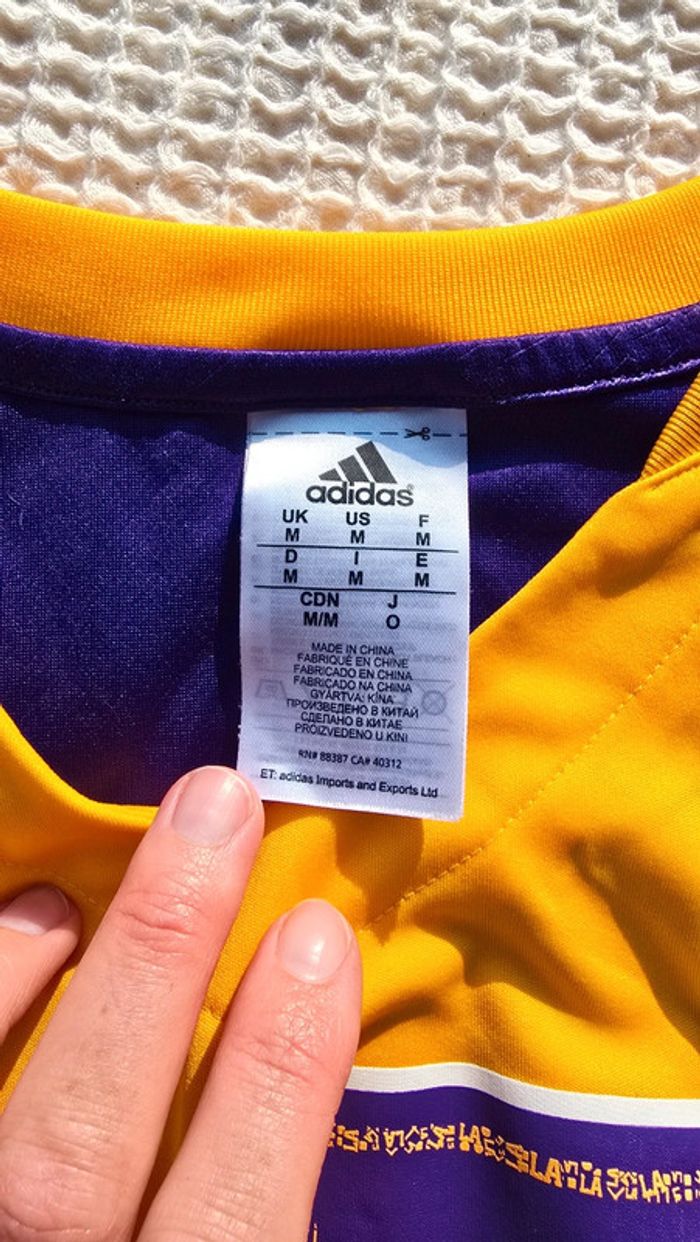 adidas®
UK US F
M M M
D I E
M M M
CDN J
M/M O
MADE IN CHINA
FABRIQUÉ EN CHINE
FABRICADO EN CHINA
FABRICADO NA CHINA
GYÁRTVA: KÍNA
ПРОИЗВЕДЕНО В КИТАЙ
СДЕЛАНО В КИТАЕ
PROIZVEDENO U KINI
RN# 88387 CA# 40312
ET: adidas Imports and Exports Ltd